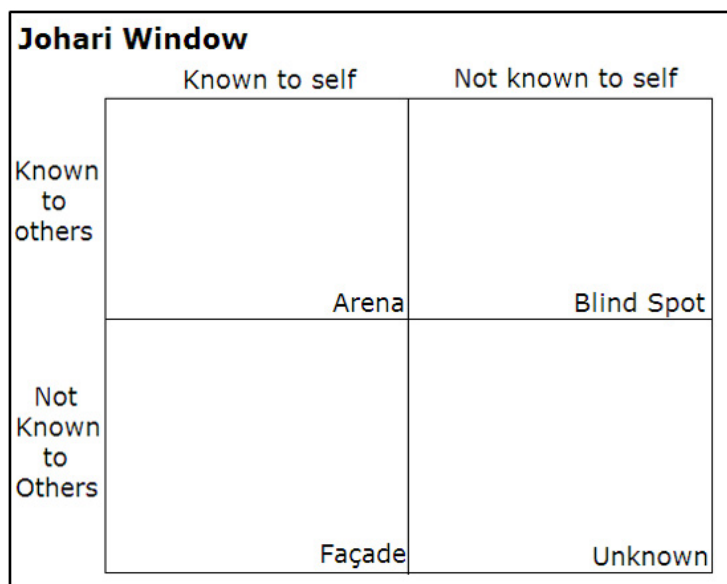 Johari Window
Known to self
Not known to self
Known
to
others
Arena
Blind Spot
Not
Known
to
Others
Façade
Unknown